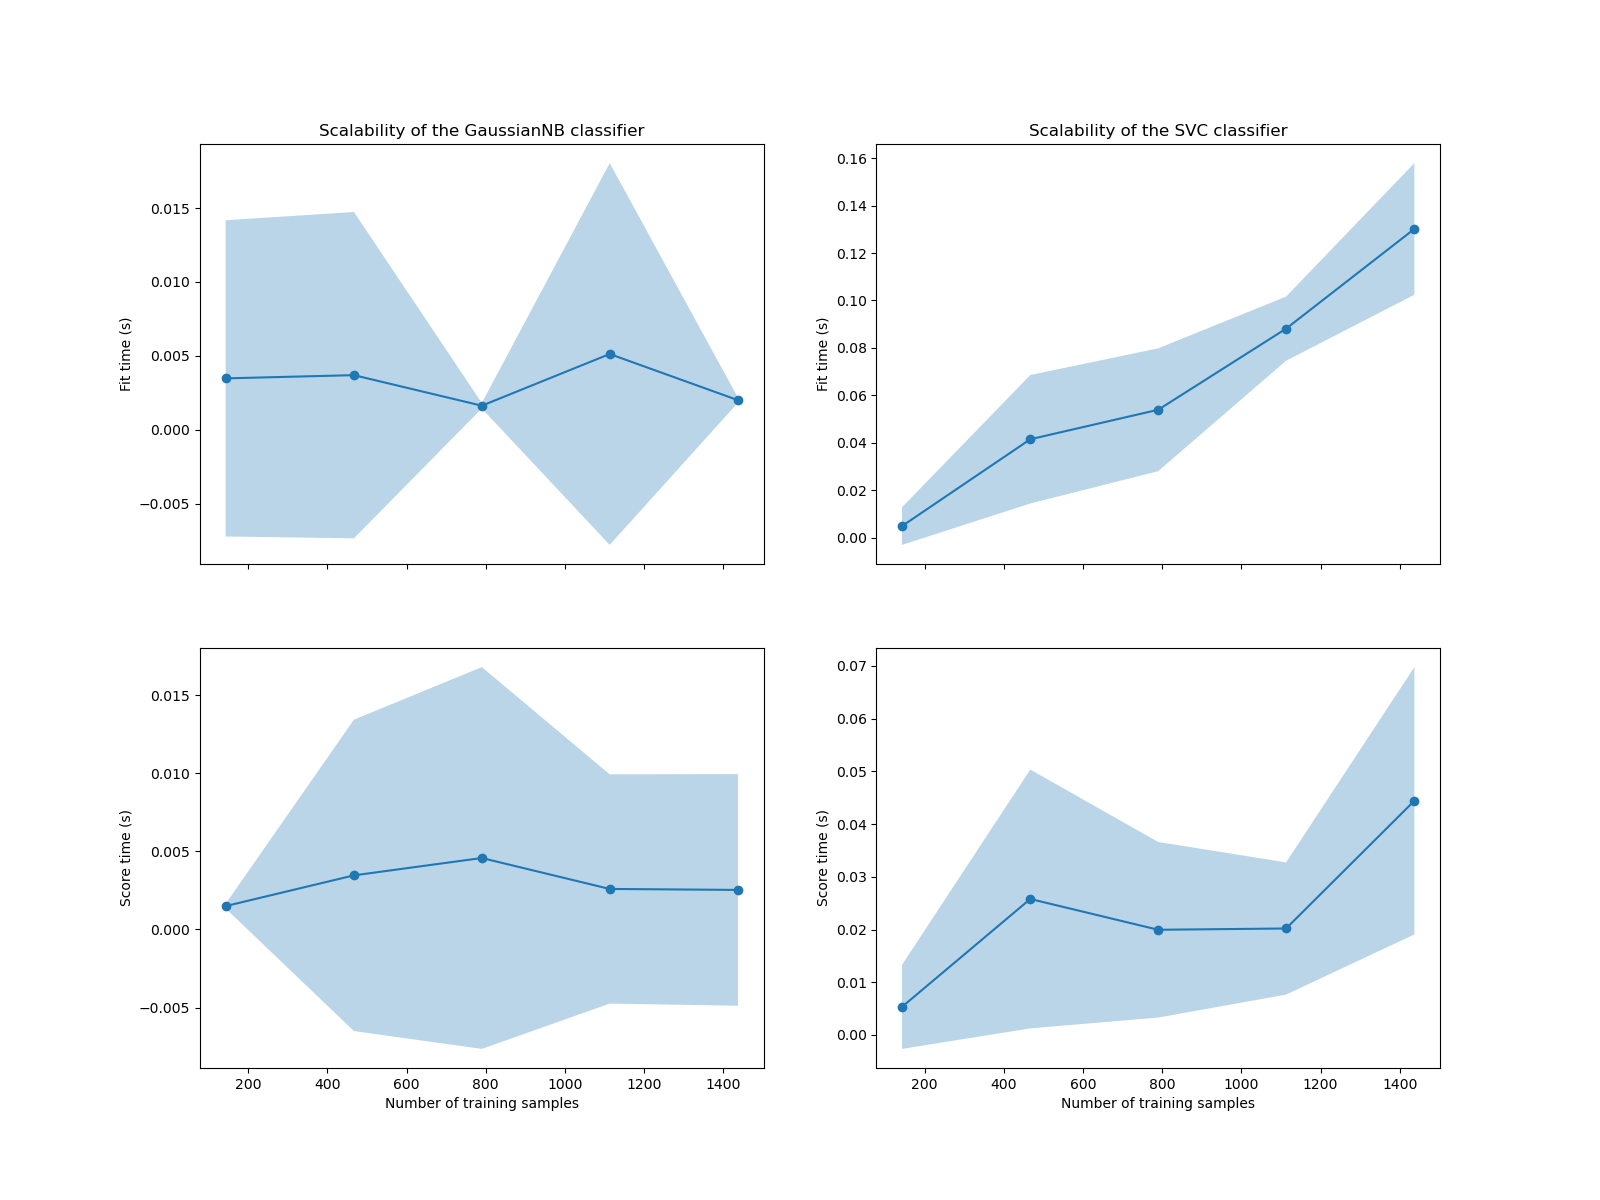 Scalability of the GaussianNB classifier
Fit time (s)
0.015
0.010
0.005
0.000
−0.005
Scalability of the SVC classifier
Fit time (s)
0.16
0.14
0.12
0.10
0.08
0.06
0.04
0.02
0.00
Score time (s)
0.015
0.010
0.005
0.000
−0.005
200 400 600 800 1000 1200 1400
Number of training samples
Score time (s)
0.07
0.06
0.05
0.04
0.03
0.02
0.01
0.00
200 400 600 800 1000 1200 1400
Number of training samples